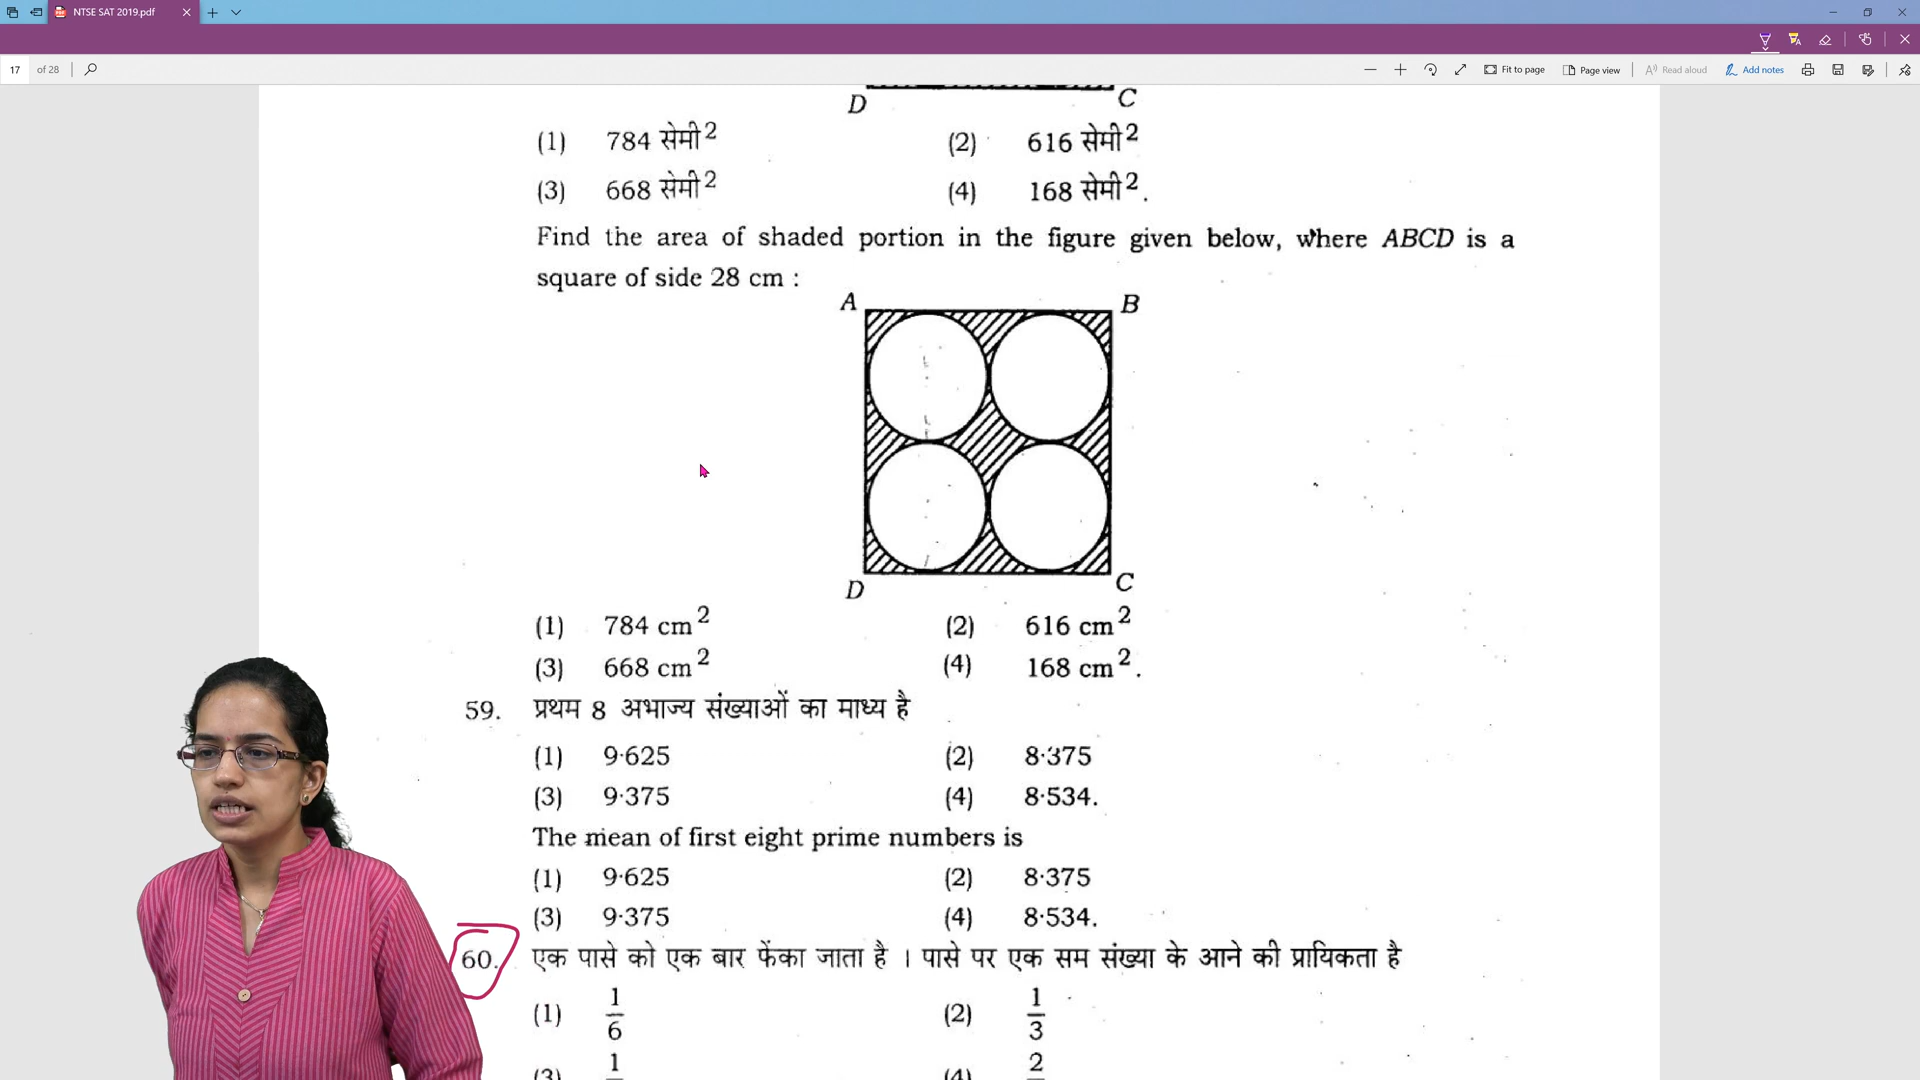 NTSE SAT 2019.pdf
17 of 28
Fit to page Page view Read aloud Add notes
D C
(1) 784 सेमी2 (2) 616 सेमी2
(3) 668 सेमी2 (4) 168 सेमी2.
Find the area of shaded portion in the figure given below, where ABCD is a
square of side 28 cm :
A B
D C
(1) 784 cm2 (2) 616 cm2
(3) 668 cm2 (4) 168 cm2.
59. प्रथम 8 अभाज्य संख्याओं का माध्य है
(1) 9·625 (2) 8·375
(3) 9·375 (4) 8·534.
The mean of first eight prime numbers is
(1) 9·625 (2) 8·375
(3) 9·375 (4) 8·534.
60. एक पासे को एक बार फेंका जाता है । पासे पर एक सम संख्या के आने की प्रायिकता है
(1) 1/6 (2) 1/3
(3) 1 (4) 2